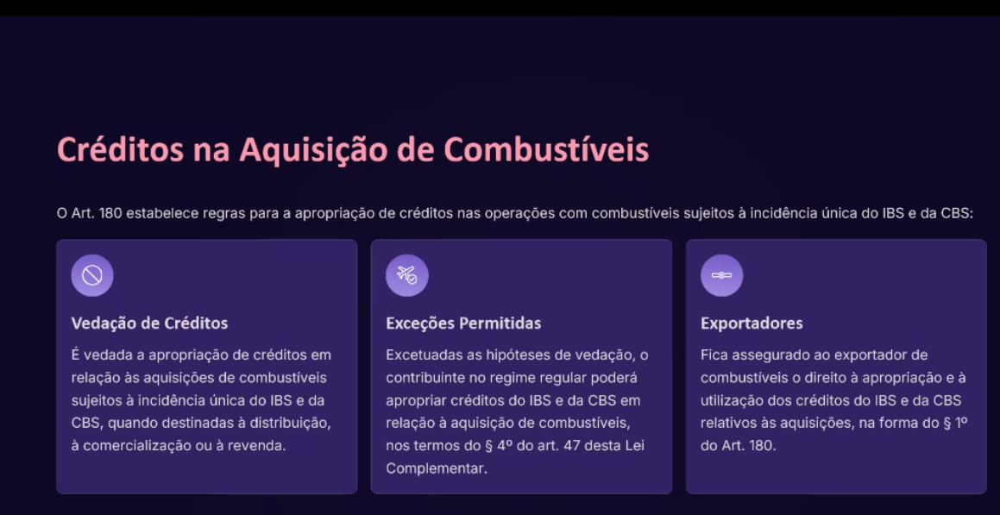 Créditos na Aquisição de Combustíveis
O Art. 180 estabelece regras para a apropriação de créditos nas operações com combustíveis sujeitos à incidência única do IBS e da CBS:
Vedação de Créditos
É vedada a apropriação de créditos em
relação às aquisições de combustíveis
sujeitos à incidência única do IBS e da
CBS, quando destinadas à distribuição,
à comercialização ou à revenda.
Exceções Permitidas
Excetuadas as hipóteses de vedação, o
contribuinte no regime regular poderá
apropriar créditos do IBS e da CBS em
relação à aquisição de combustíveis,
nos termos do § 4º do art. 47 desta Lei
Complementar.
Exportadores
Fica assegurado ao exportador de
combustíveis o direito à apropriação e à
utilização dos créditos do IBS e da CBS
relativos às aquisições, na forma do § 1º
do Art. 180.